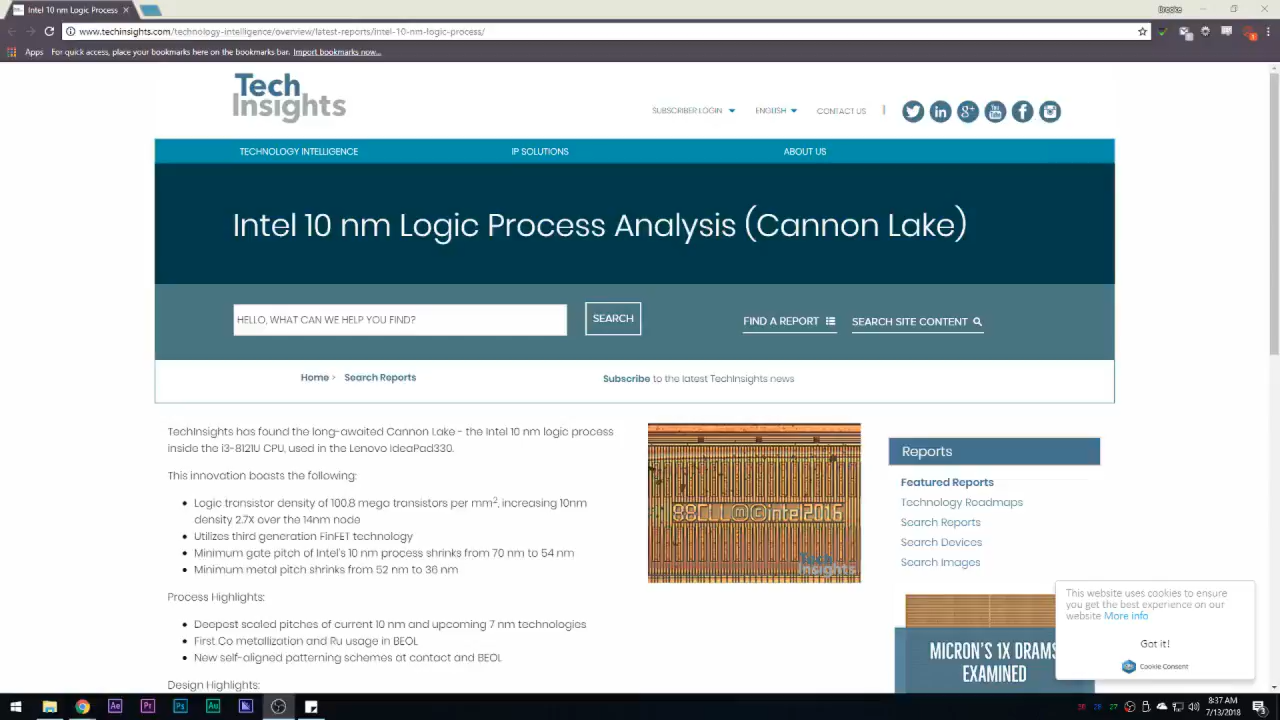 Intel 10 nm Logic Process
Brooke
www.techinsights.com/technology-intelligence/overview/latest-reports/intel-10-nm-logic-process/
Apps For quick access, place your bookmarks here on the bookmarks bar. Import bookmarks now...
Tech
Insights
SUBSCRIBER LOGIN ENGLISH CONTACT US
TECHNOLOGY INTELLIGENCE IP SOLUTIONS ABOUT US
Intel 10 nm Logic Process Analysis (Cannon Lake)
HELLO, WHAT CAN WE HELP YOU FIND? SEARCH FIND A REPORT SEARCH SITE CONTENT
Home > Search Reports Subscribe to the latest TechInsights news
TechInsights has found the long-awaited Cannon Lake - the Intel 10 nm logic process
inside the i3-8121U CPU, used in the Lenovo IdeaPad330.
This innovation boasts the following:
Logic transistor density of 100.8 mega transistors per mm2, increasing 10nm
density 2.7X over the 14nm node
Utilizes third generation FinFET technology
Minimum gate pitch of Intel's 10 nm process shrinks from 70 nm to 54 nm
Minimum metal pitch shrinks from 52 nm to 36 nm
Process Highlights:
Deepest scaled pitches of current 10 nm and upcoming 7 nm technologies
First Co metallization and Ru usage in BEOL
New self-aligned patterning schemes at contact and BEOL
Design Highlights:
88CLL@©intel2016
Tech
Insights
Reports
Featured Reports
Technology Roadmaps
Search Reports
Search Devices
Search Images
MICRON'S 1X DRAMS
EXAMINED
This website uses cookies to ensure
you get the best experience on our
website More info
Got it!
Cookie Consent
Ae Pr Ps Au
8:37 AM
7/13/2018